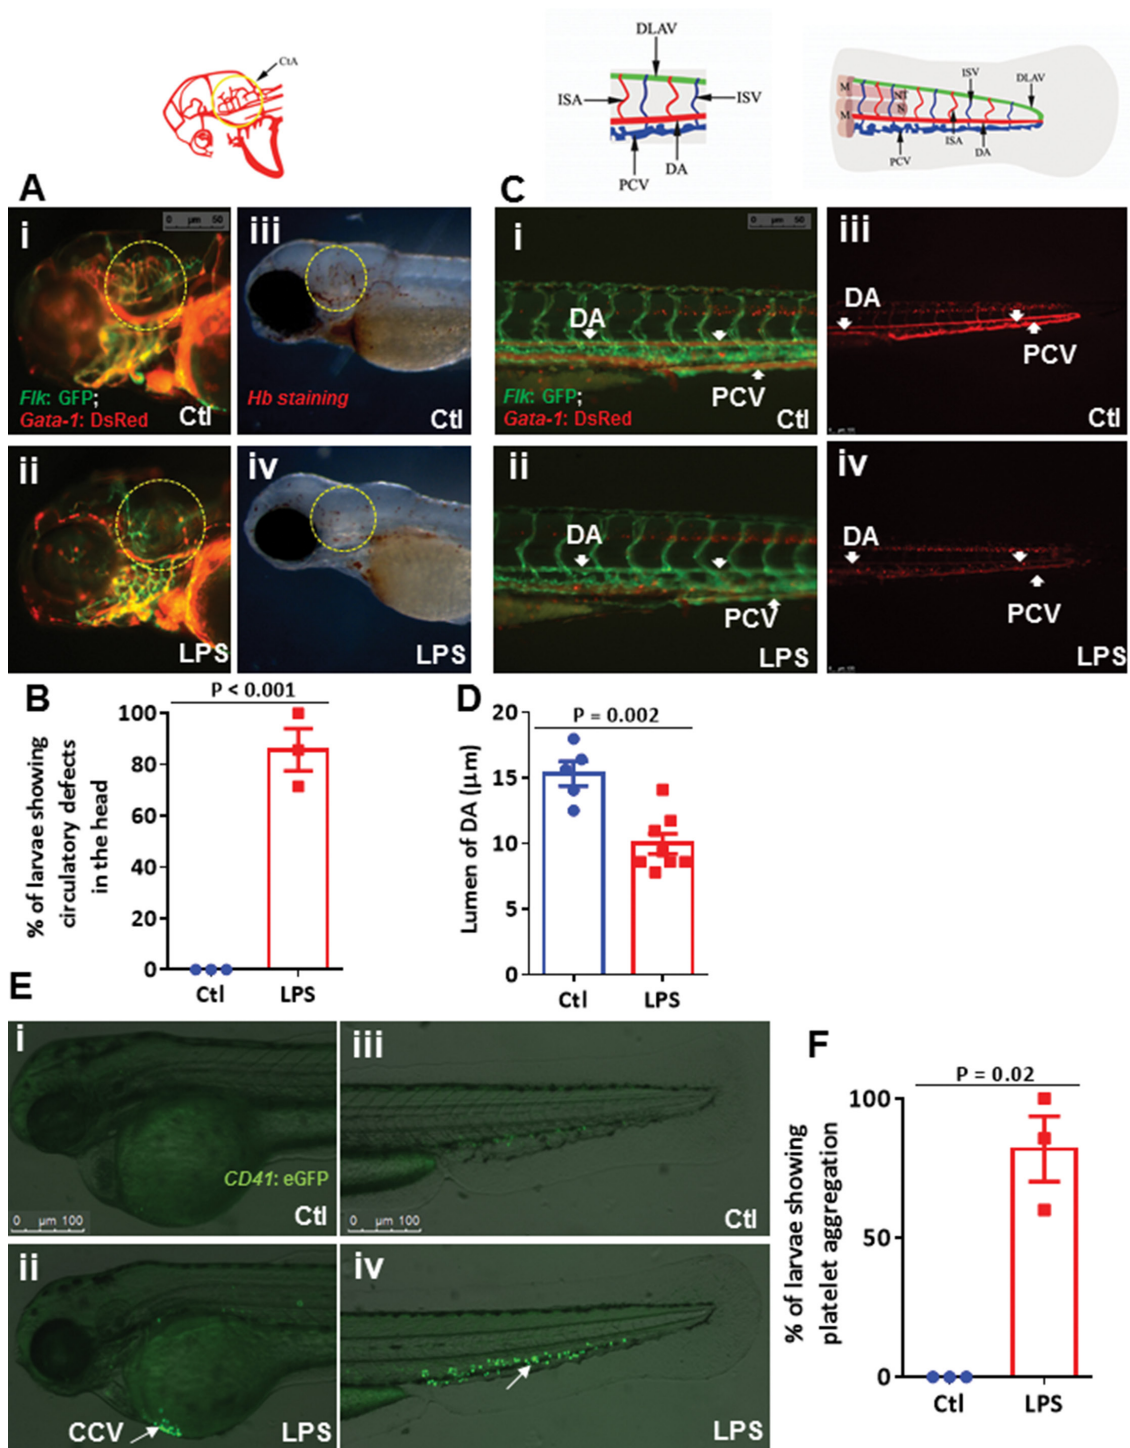 CtA
DLAV
ISA
ISV
PCV
DA
ISV
DLAV
M
NT
N
M
PCV
ISA
DA
A
i
0 µm 50
Flk: GFP;
Gata-1: DsRed
Ctl
iii
Hb staining
Ctl
ii
LPS
iv
LPS
C
i
DA
Flk: GFP;
Gata-1: DsRed
PCV
Ctl
iii
DA
PCV
Ctl
ii
DA
PCV
LPS
iv
DA
PCV
LPS
B
P < 0.001
% of larvae showing
circulatory defects
in the head
100
80
60
40
20
0
Ctl LPS
D
P = 0.002
Lumen of DA (µm)
20
15
10
5
0
Ctl LPS
E
i
CD41: eGFP
0 µm 100
Ctl
iii
0 µm 100
Ctl
ii
CCV
LPS
iv
LPS
F
P = 0.02
% of larvae showing
platelet aggregation
100
50
0
Ctl LPS